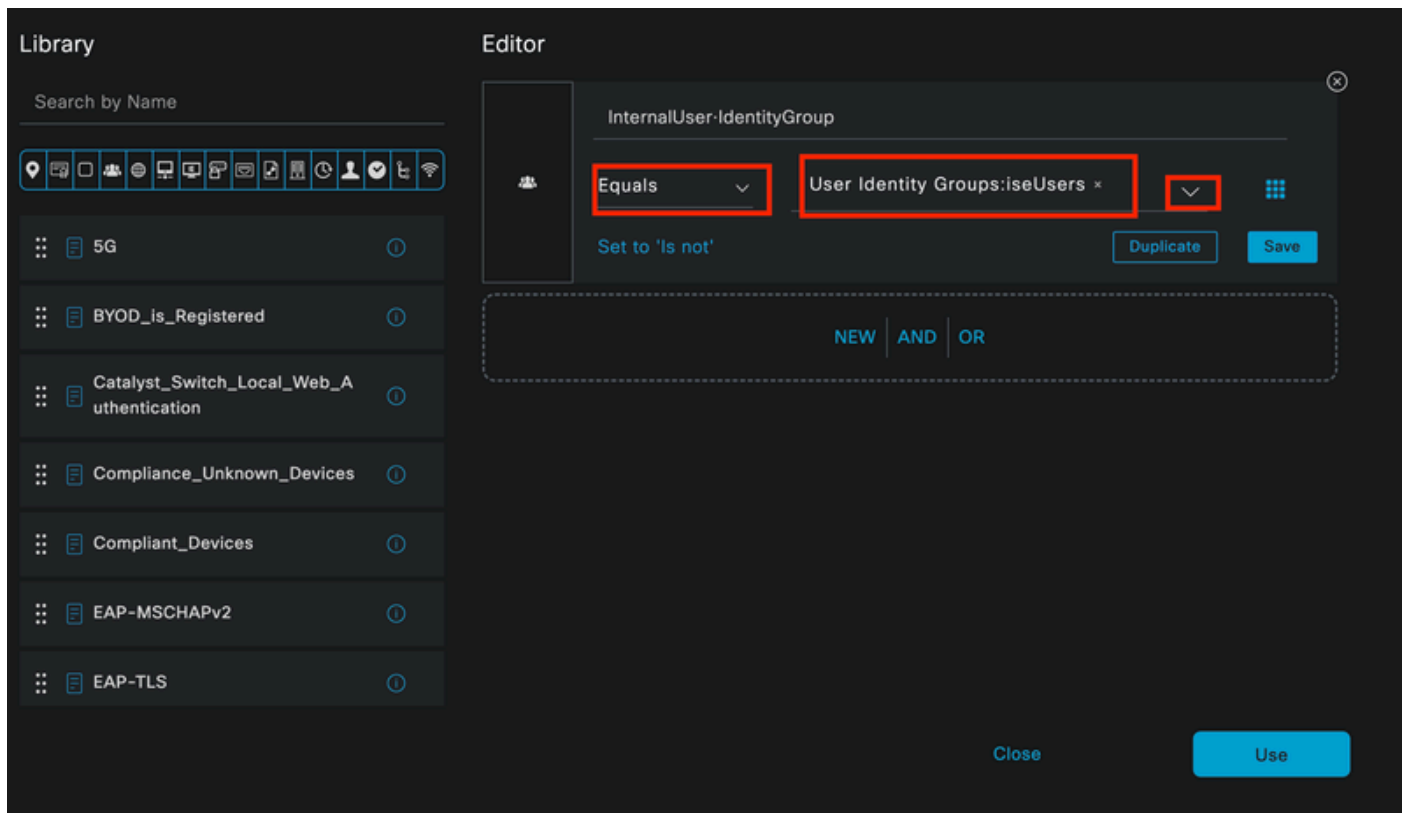 Library
Search by Name
5G
BYOD_is_Registered
Catalyst_Switch_Local_Web_A
uthentication
Compliance_Unknown_Devices
Compliant_Devices
EAP-MSCHAPv2
EAP-TLS
Editor
InternalUser·IdentityGroup
Equals
User Identity Groups:iseUsers ×
Set to 'Is not'
Duplicate
Save
NEW AND OR
Close
Use